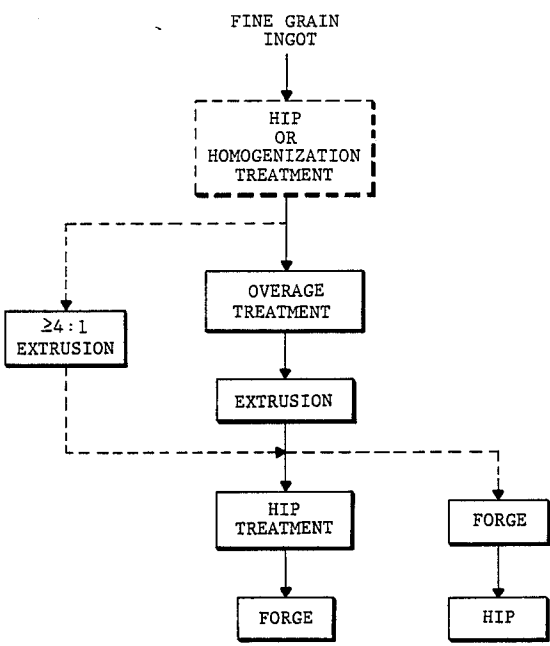 FINE GRAIN
INGOT
HIP
OR
HOMOGENIZATION
TREATMENT
OVERAGE
TREATMENT
≥4:1
EXTRUSION
EXTRUSION
HIP
TREATMENT
FORGE
FORGE
HIP